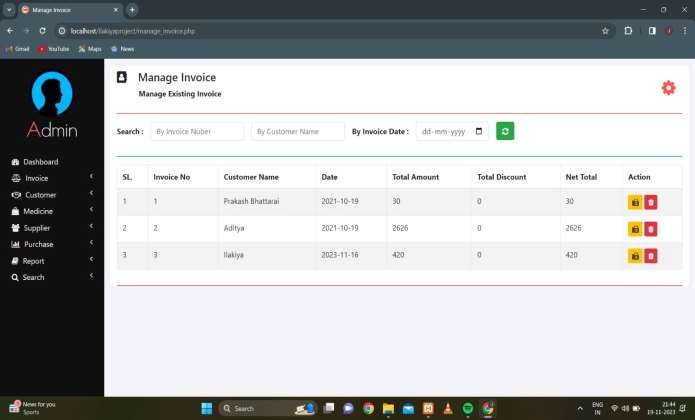 Manage Invoice
localhost/ilakiyaproject/manage_invoice.php
Gmail YouTube Maps News
Admin
Dashboard
Invoice
Customer
Medicine
Supplier
Purchase
Report
Search
Manage Invoice
Manage Existing Invoice
Search : By Invoice Nuber By Customer Name By Invoice Date : dd-mm-yyyy
SL. Invoice No Customer Name Date Total Amount Total Discount Net Total Action
1 1 Prakash Bhattarai 2021-10-19 30 0 30
2 2 Aditya 2021-10-19 2626 0 2626
3 3 Ilakiya 2023-11-16 420 0 420
News for you
Sports
Search
ENG
IN
21:44
19-11-2023